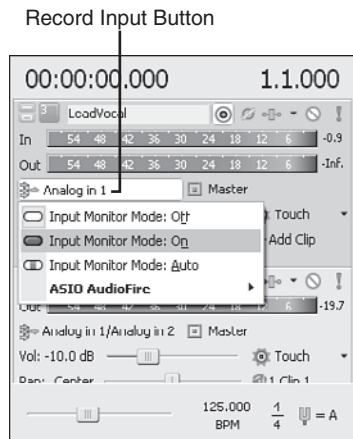 Record Input Button
00:00:00.000 1.1.000
3 LeadVocal
In 54 48 42 36 30 24 18 12 6 -0.9
Out 54 48 42 36 30 24 18 12 6 -Inf.
Analog in 1 Master
Input Monitor Mode: Off Touch
Input Monitor Mode: On Add Clip
Input Monitor Mode: Auto
ASIO AudioFire
Out 6 -19.7
Analog in 1/Analog in 2 Master
Vol: -10.0 dB Touch
Pan: Center 1 Clip 1
125.000 BPM 4/4 = A